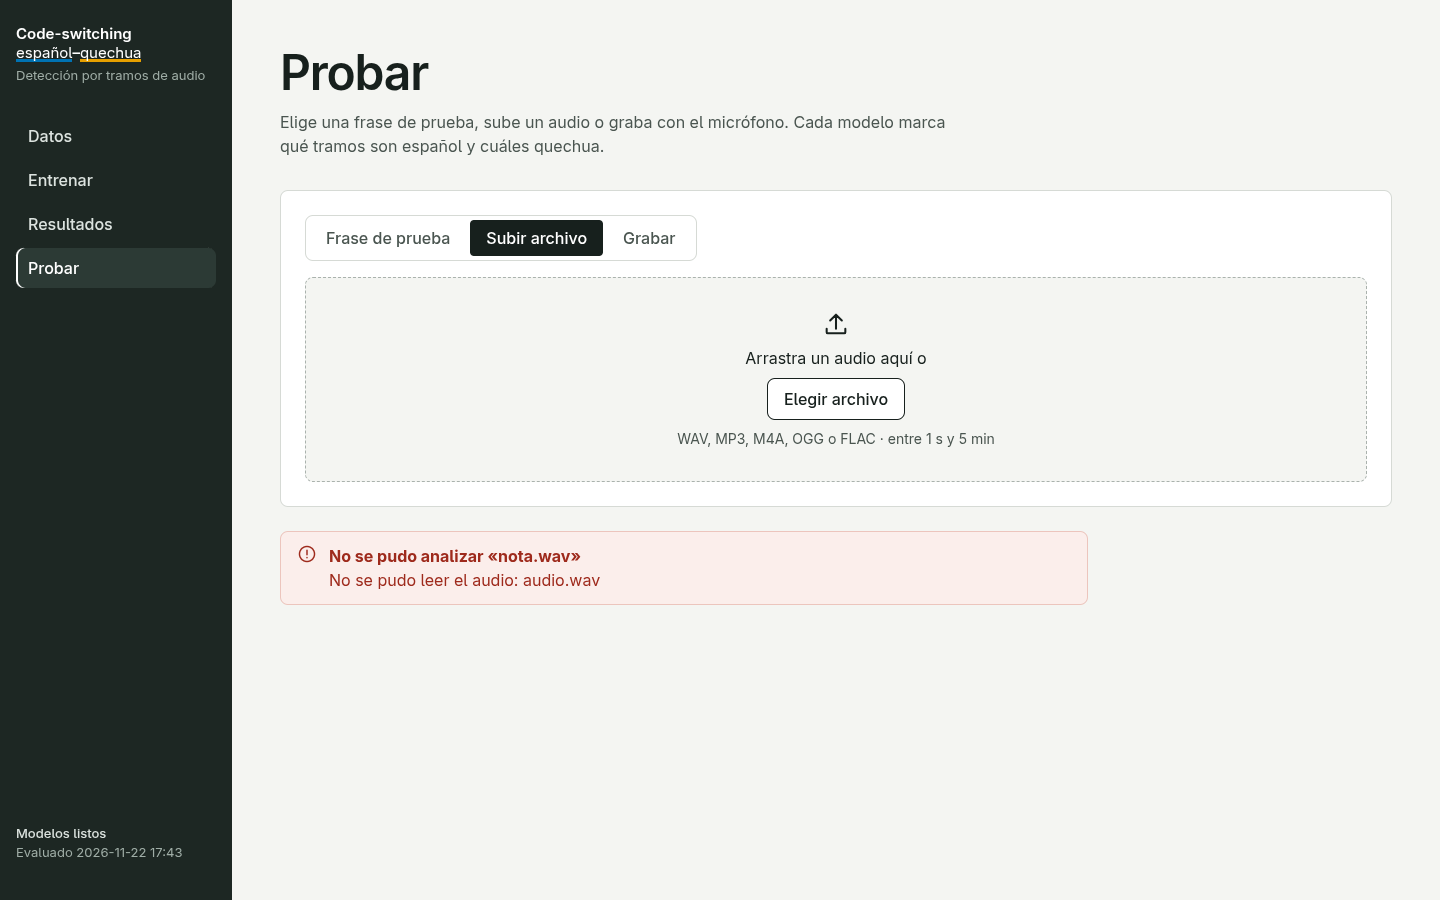 Code-switching
español–quechua
Detección por tramos de audio
Datos
Entrenar
Resultados
Probar
Modelos listos
Evaluado 2026-11-22 17:43
Probar
Elige una frase de prueba, sube un audio o graba con el micrófono. Cada modelo marca
qué tramos son español y cuáles quechua.
Frase de prueba
Subir archivo
Grabar
Arrastra un audio aquí o
Elegir archivo
WAV, MP3, M4A, OGG o FLAC · entre 1 s y 5 min
No se pudo analizar «nota.wav»
No se pudo leer el audio: audio.wav